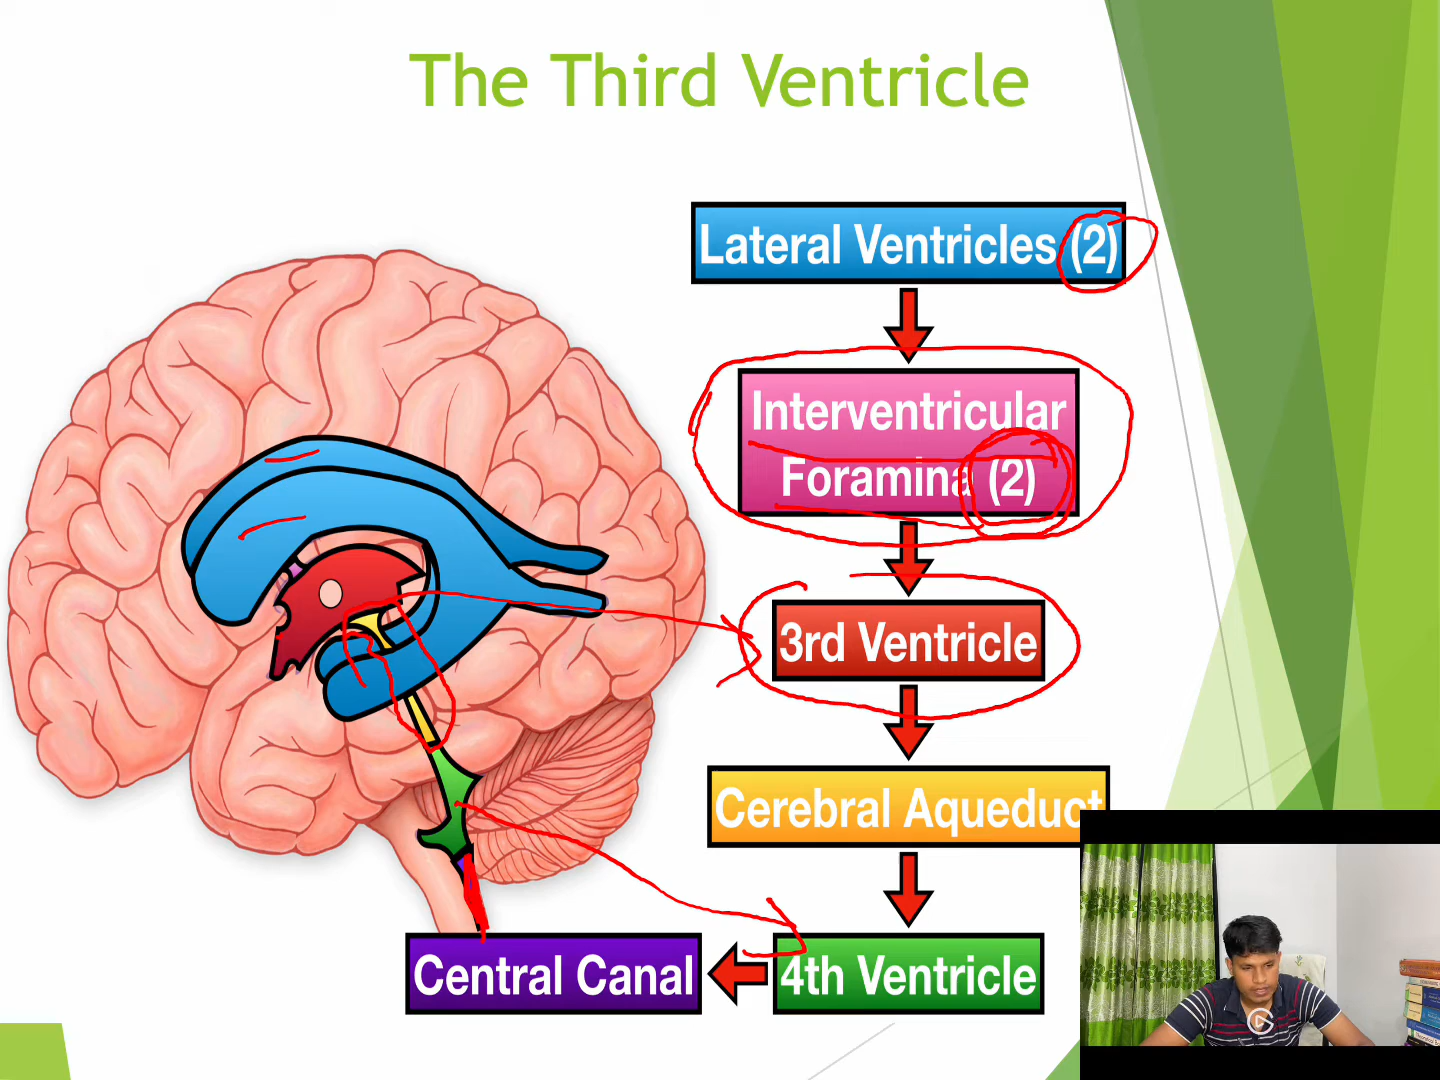 The Third Ventricle
Lateral Ventricles (2)
Interventricular
Foramina (2)
3rd Ventricle
Cerebral Aqueduct
4th Ventricle
Central Canal